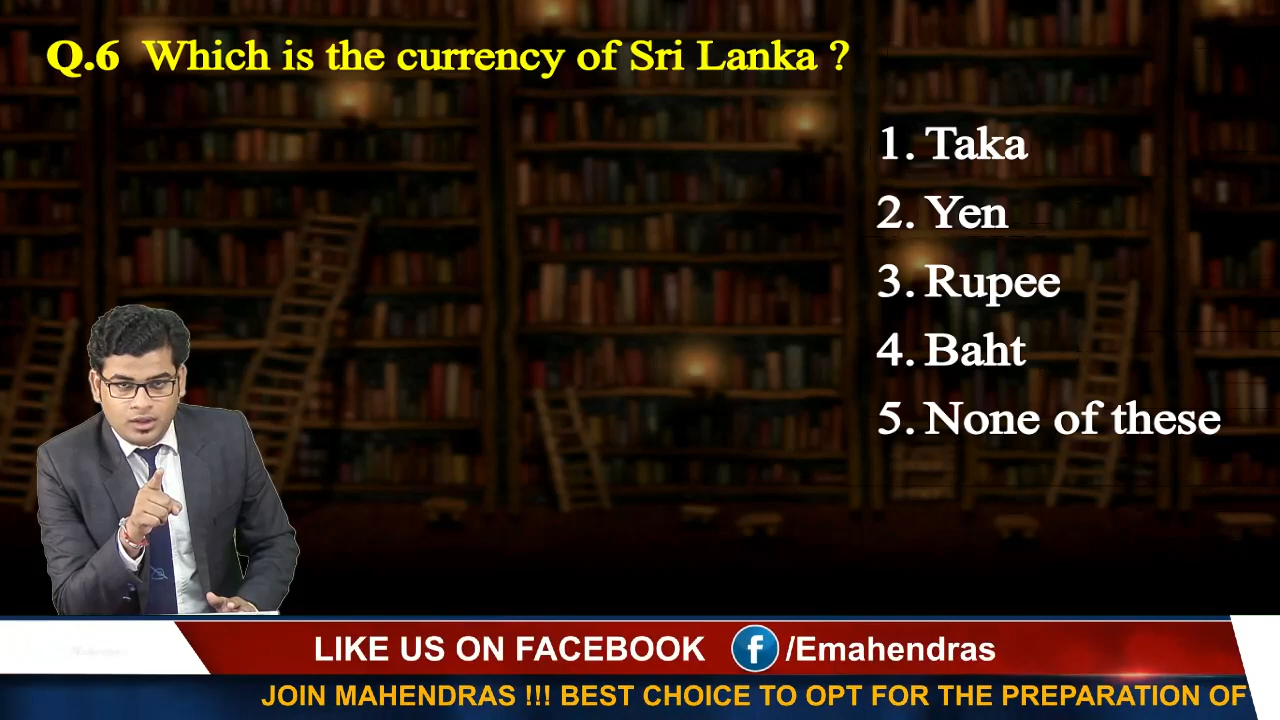 Q.6 Which is the currency of Sri Lanka ?
1. Taka
2. Yen
3. Rupee
4. Baht
5. None of these
LIKE US ON FACEBOOK f /Emahendras
JOIN MAHENDRAS !!! BEST CHOICE TO OPT FOR THE PREPARATION OF